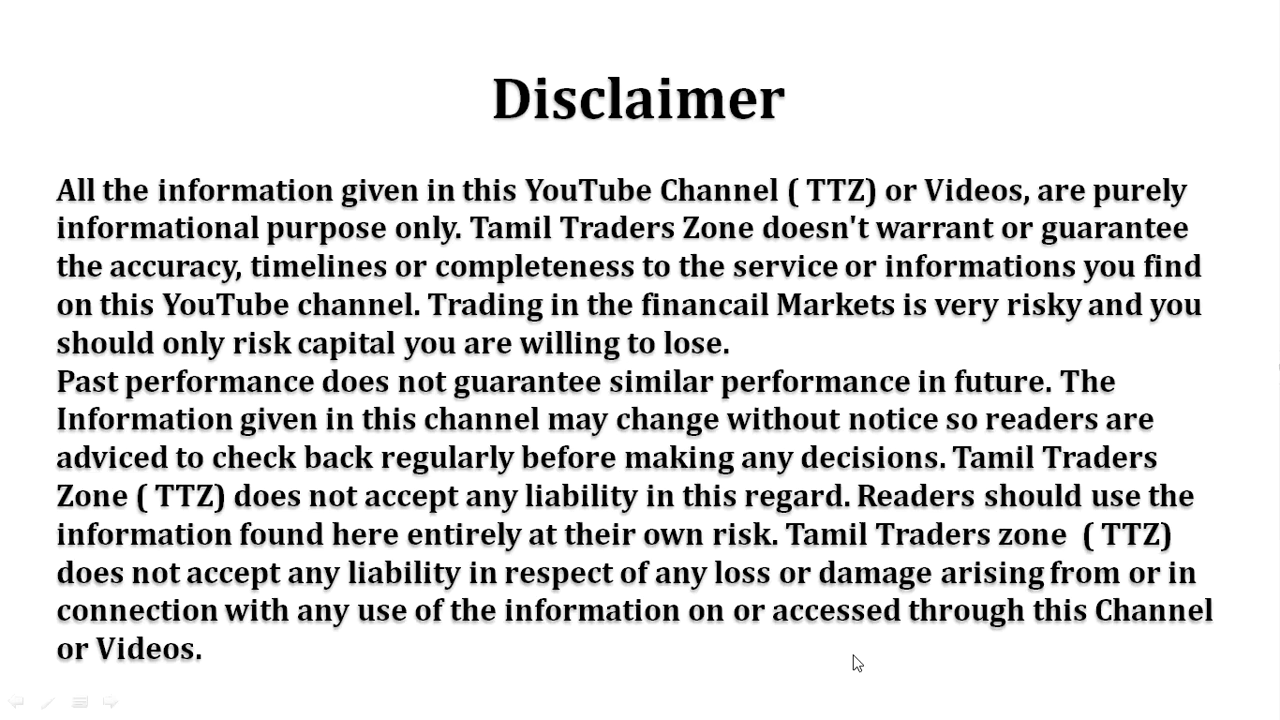 Disclaimer
All the information given in this YouTube Channel ( TTZ) or Videos, are purely
informational purpose only. Tamil Traders Zone doesn't warrant or guarantee
the accuracy, timelines or completeness to the service or informations you find
on this YouTube channel. Trading in the financail Markets is very risky and you
should only risk capital you are willing to lose.
Past performance does not guarantee similar performance in future. The
Information given in this channel may change without notice so readers are
adviced to check back regularly before making any decisions. Tamil Traders
Zone ( TTZ) does not accept any liability in this regard. Readers should use the
information found here entirely at their own risk. Tamil Traders zone  ( TTZ)
does not accept any liability in respect of any loss or damage arising from or in
connection with any use of the information on or accessed through this Channel
or Videos.